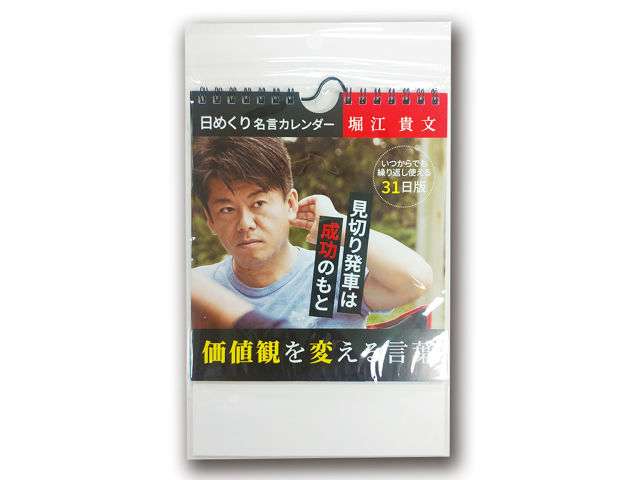 日めくり名言カレンダー
堀江貴文
いつからでも
繰り返し使える
31日版
見切り発車は
成功のもと
価値観を変える言葉